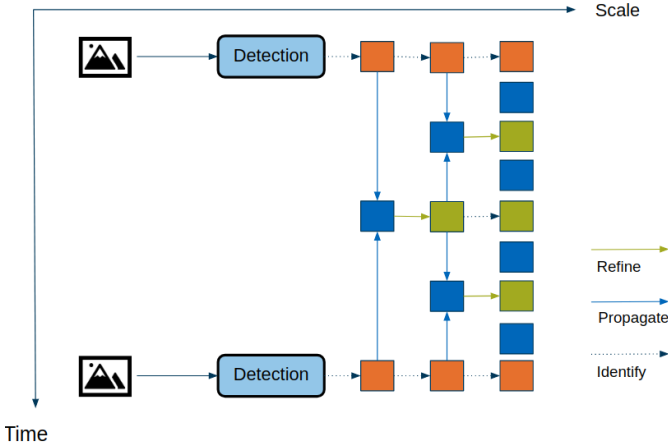 Scale
Detection
Refine
Propagate
Identify
Detection
Time